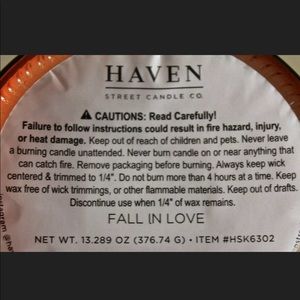 HAVEN
STREET CANDLE CO.
⚠ CAUTIONS: Read Carefully!
Failure to follow instructions could result in fire hazard, injury,
or heat damage. Keep out of reach of children and pets. Never leave
a burning candle unattended. Never burn candle on or near anything that
can catch fire. Remove packaging before burning. Always keep wick
centered & trimmed to 1/4". Do not burn more than 4 hours at a time. Keep
wax free of wick trimmings, or other flammable materials. Keep out of drafts.
Discontinue use when 1/4" of wax remains.
FALL IN LOVE
NET WT. 13.289 OZ (376.74 G) • ITEM #HSK6302